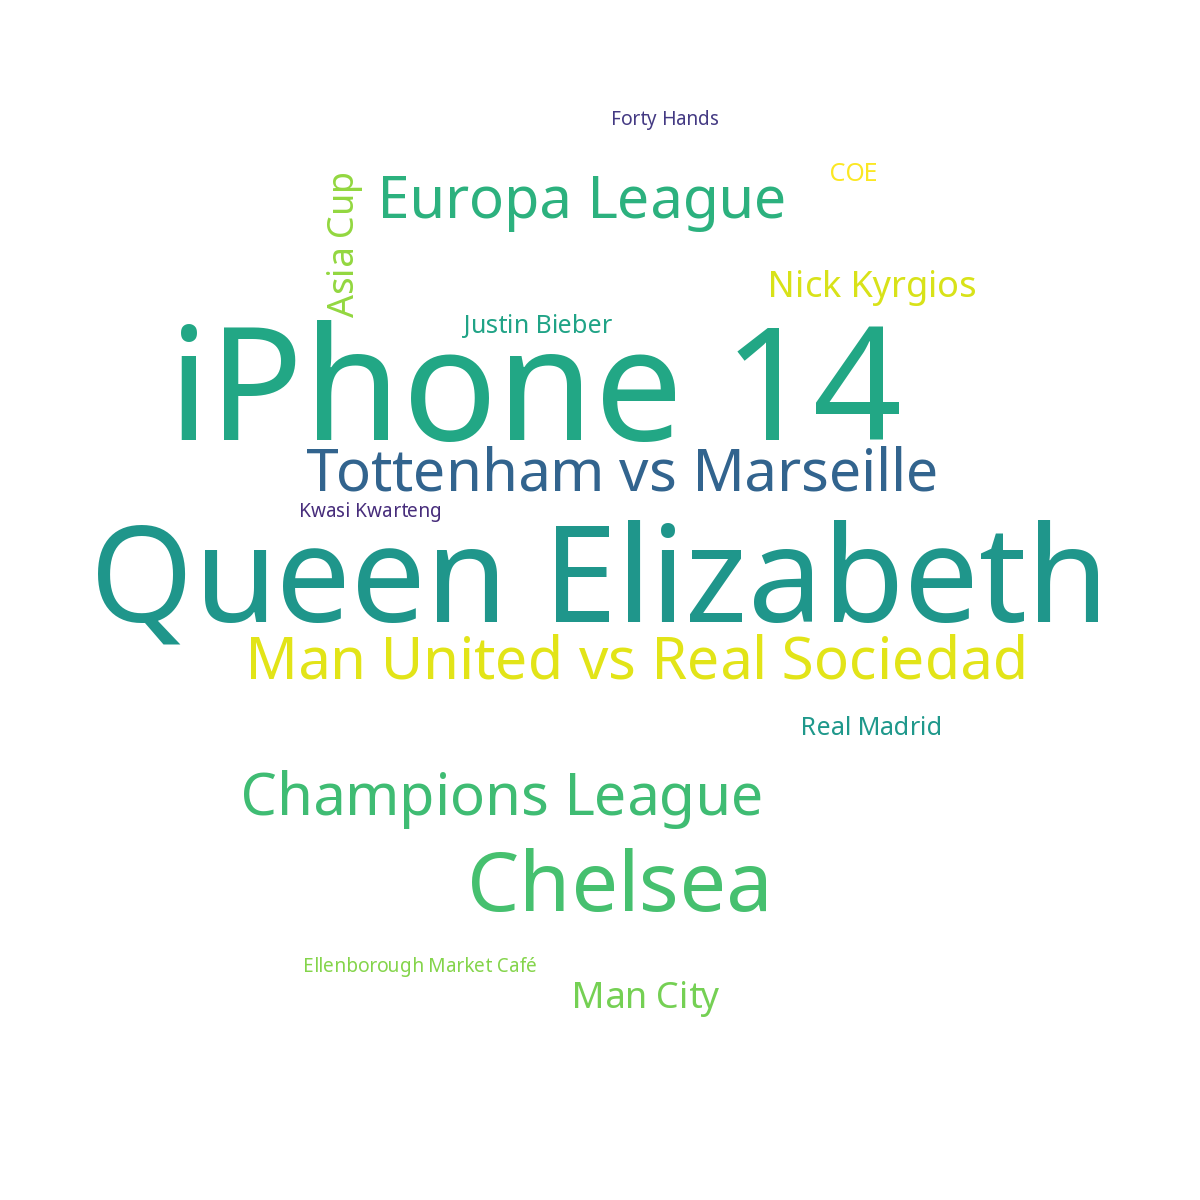 Forty Hands
COE
Europa League
Asia Cup
Nick Kyrgios
Justin Bieber
iPhone 14
Tottenham vs Marseille
Kwasi Kwarteng
Queen Elizabeth
Man United vs Real Sociedad
Real Madrid
Champions League
Chelsea
Ellenborough Market Café
Man City